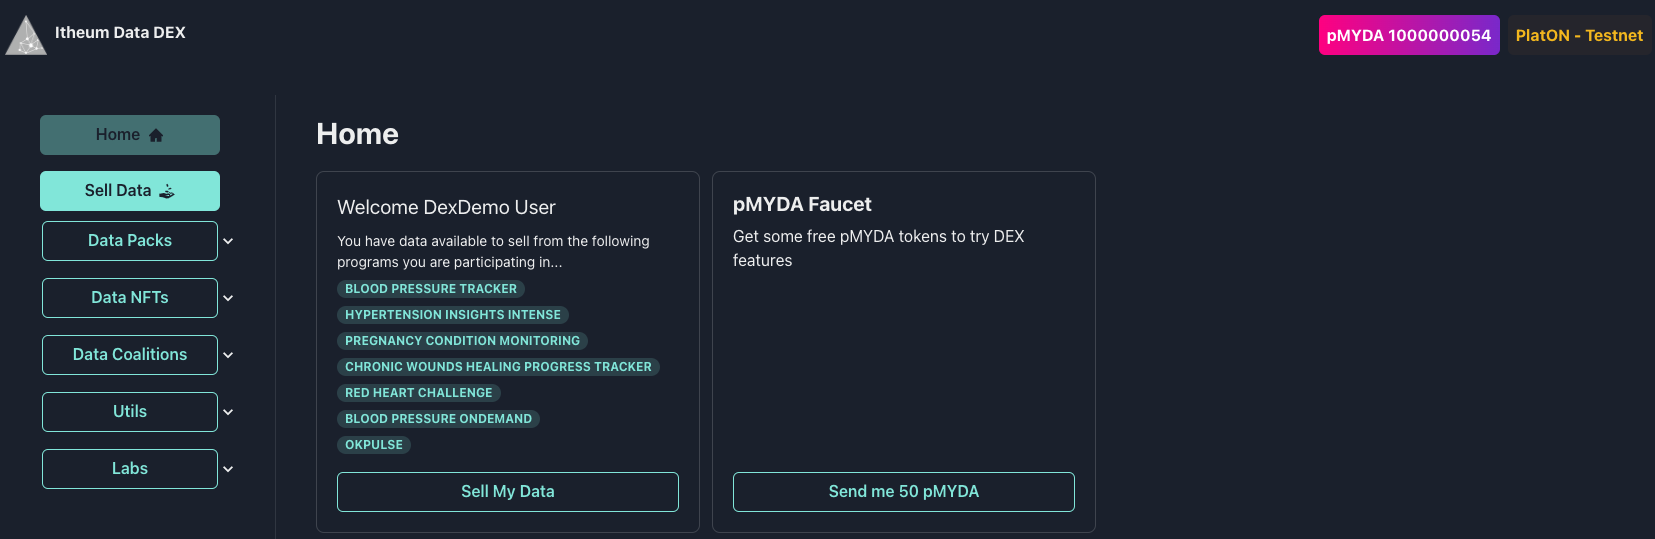 Itheum Data DEX
pMYDA 1000000054
PlatON - Testnet
Home
Sell Data
Data Packs
Data NFTs
Data Coalitions
Utils
Labs
Home
Welcome DexDemo User
You have data available to sell from the following
programs you are participating in...
BLOOD PRESSURE TRACKER
HYPERTENSION INSIGHTS INTENSE
PREGNANCY CONDITION MONITORING
CHRONIC WOUNDS HEALING PROGRESS TRACKER
RED HEART CHALLENGE
BLOOD PRESSURE ONDEMAND
OKPULSE
Sell My Data
pMYDA Faucet
Get some free pMYDA tokens to try DEX
features
Send me 50 pMYDA